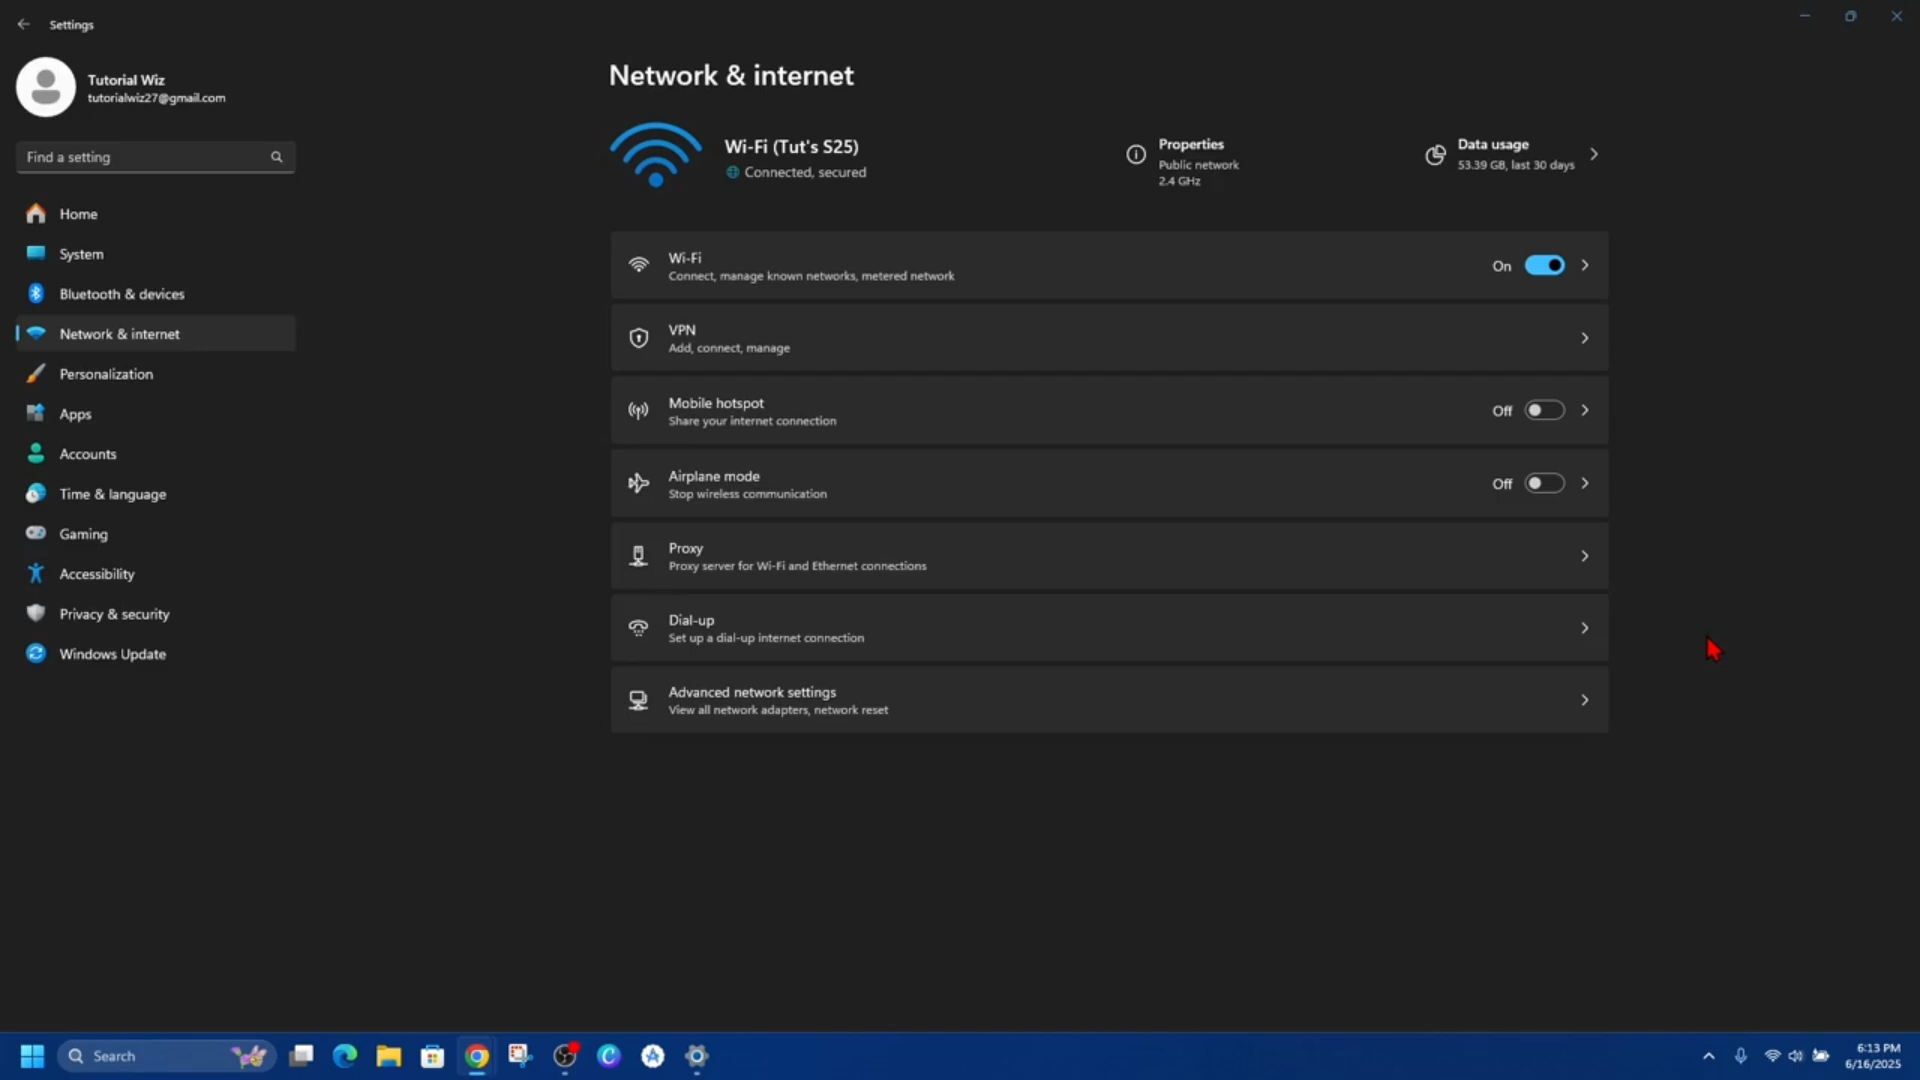 Settings
Tutorial Wiz
tutorialwiz27@gmail.com
Find a setting
Home
System
Bluetooth & devices
Network & internet
Personalization
Apps
Accounts
Time & language
Gaming
Accessibility
Privacy & security
Windows Update
Network & internet
Wi-Fi (Tut's S25)
Connected, secured
Properties
Public network
2.4 GHz
Data usage
53.39 GB, last 30 days
Wi-Fi
Connect, manage known networks, metered network
On
VPN
Add, connect, manage
Mobile hotspot
Share your internet connection
Off
Airplane mode
Stop wireless communication
Off
Proxy
Proxy server for Wi-Fi and Ethernet connections
Dial-up
Set up a dial-up internet connection
Advanced network settings
View all network adapters, network reset
Search
6:13 PM
6/16/2025